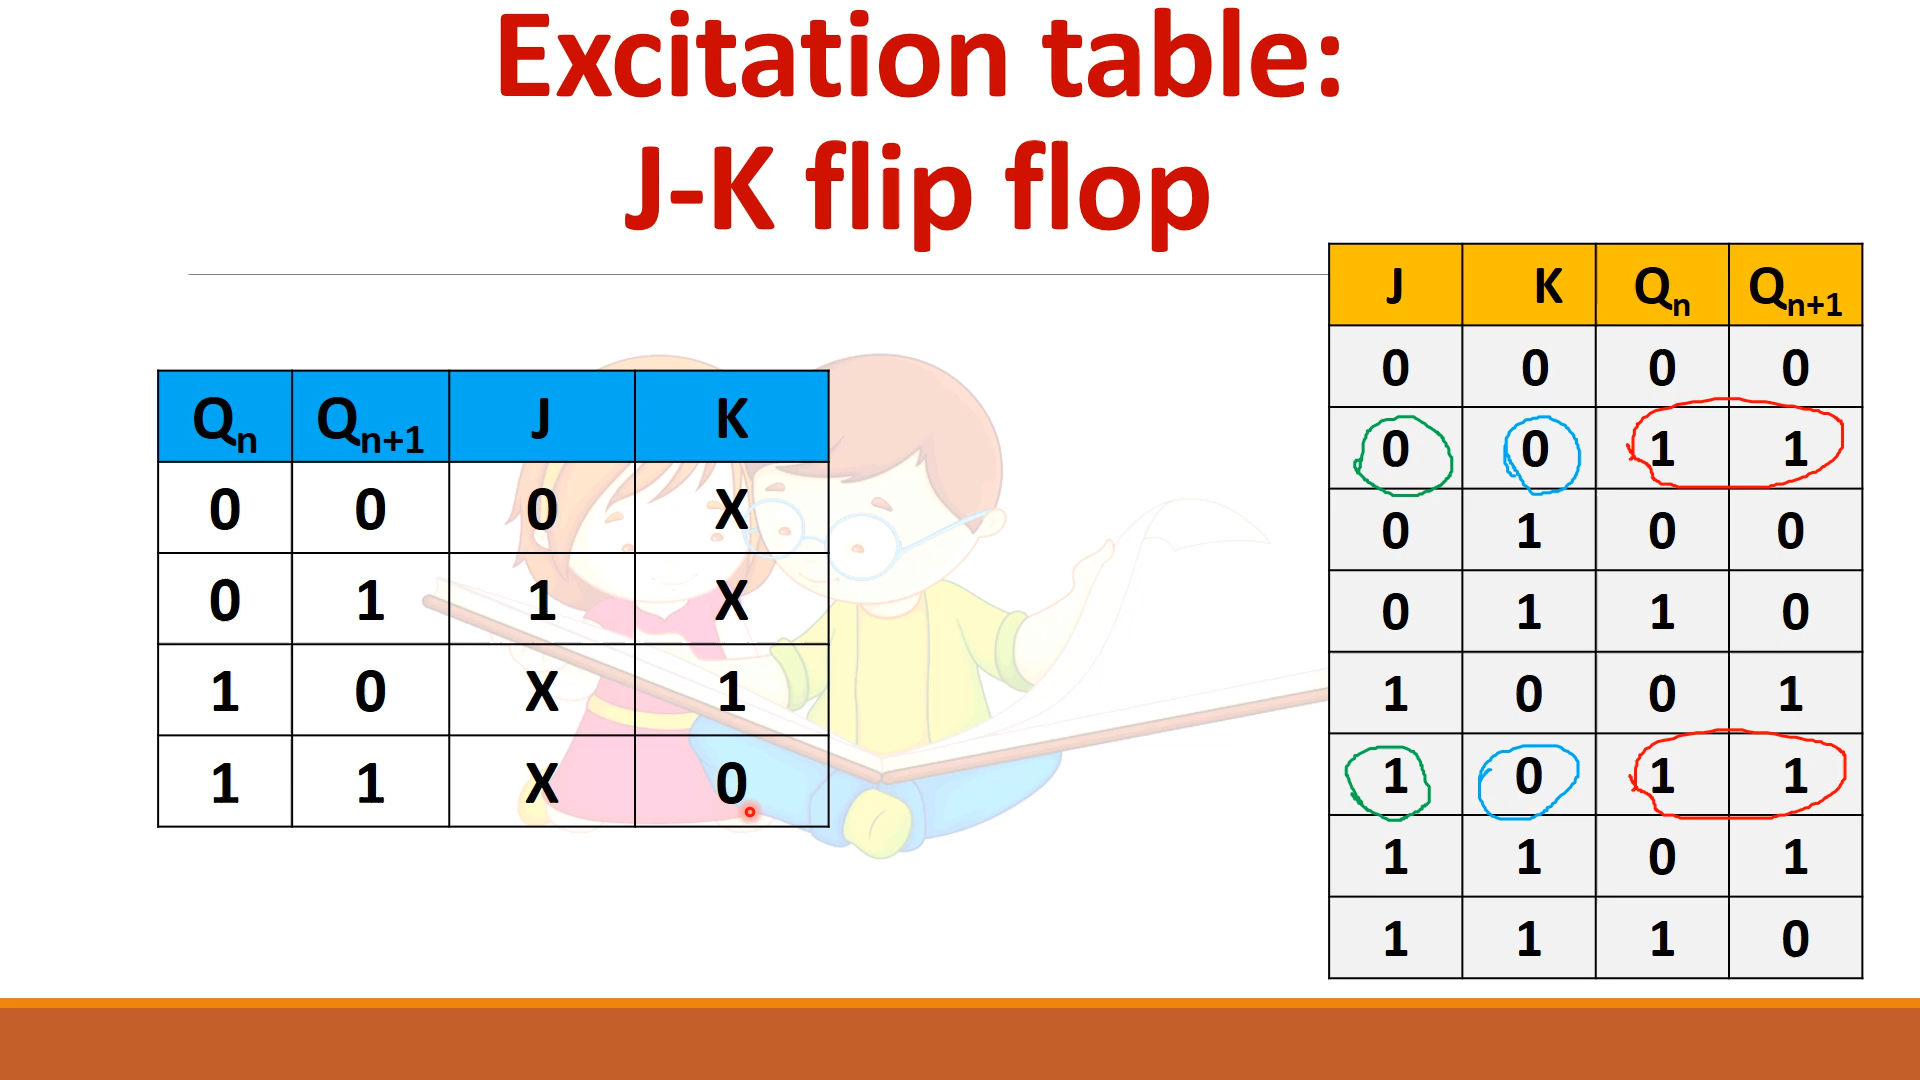 Excitation table:
J-K flip flop
Qn Qn+1 J K
0 0 0 X
0 1 1 X
1 0 X 1
1 1 X 0
J K Qn Qn+1
0 0 0 0
0 0 1 1
0 1 0 0
0 1 1 0
1 0 0 1
1 0 1 1
1 1 0 1
1 1 1 0